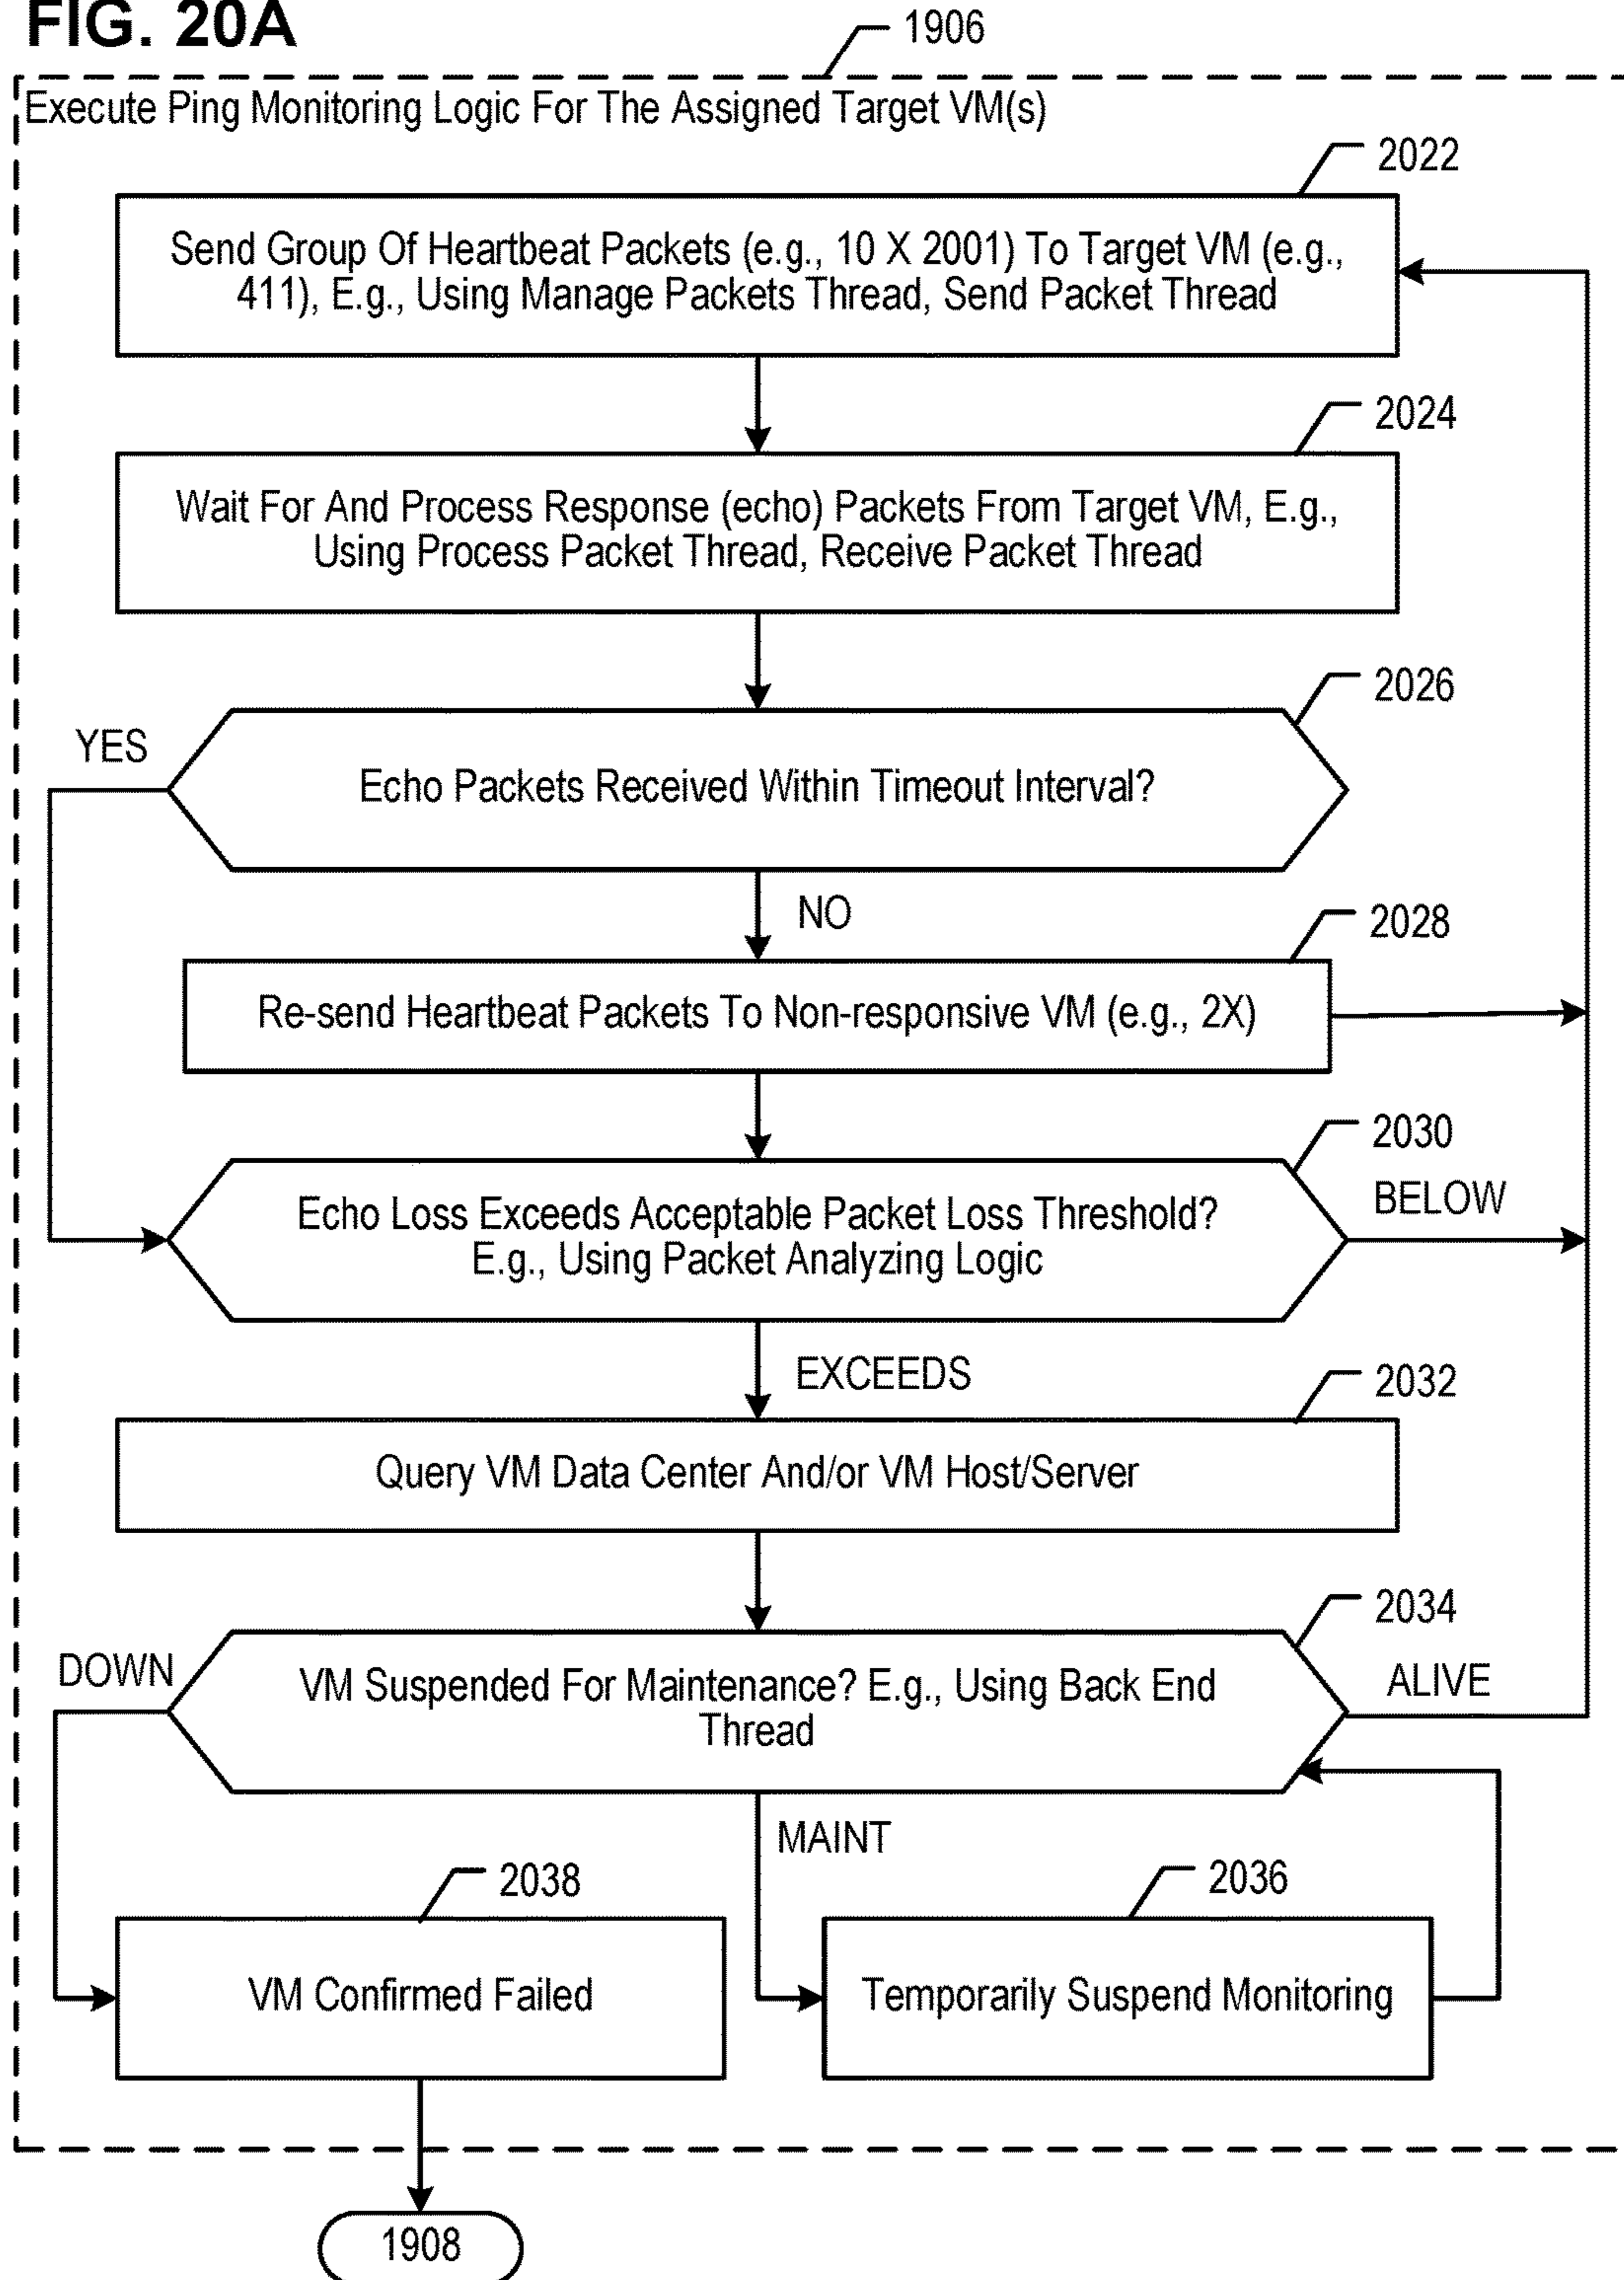 FIG. 20A
1906
Execute Ping Monitoring Logic For The Assigned Target VM(s)
2022
Send Group Of Heartbeat Packets (e.g., 10 X 2001) To Target VM (e.g.,
411), E.g., Using Manage Packets Thread, Send Packet Thread
2024
Wait For And Process Response (echo) Packets From Target VM, E.g.,
Using Process Packet Thread, Receive Packet Thread
2026
YES
Echo Packets Received Within Timeout Interval?
NO
2028
Re-send Heartbeat Packets To Non-responsive VM (e.g., 2X)
2030
BELOW
Echo Loss Exceeds Acceptable Packet Loss Threshold?
E.g., Using Packet Analyzing Logic
EXCEEDS
2032
Query VM Data Center And/or VM Host/Server
2034
DOWN
VM Suspended For Maintenance? E.g., Using Back End
Thread
ALIVE
MAINT
2038
2036
VM Confirmed Failed
Temporarily Suspend Monitoring
1908